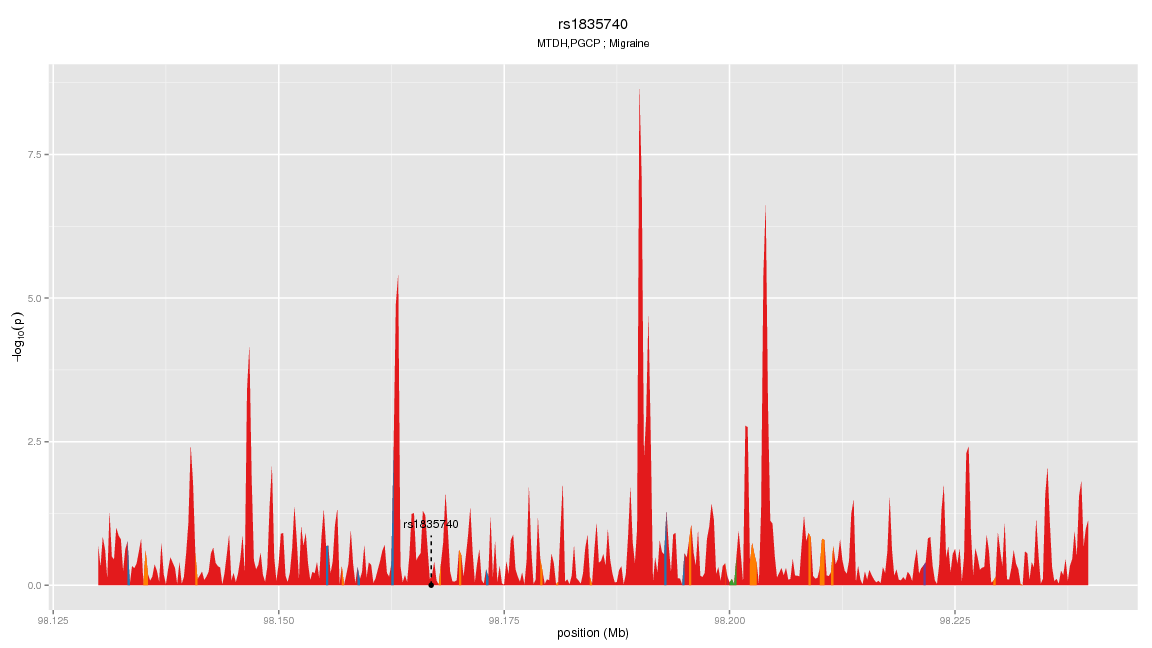 rs1835740
MTDH,PGCP ; Migraine
−log10(p)
7.5
5.0
2.5
0.0
rs1835740
98.125 98.150 98.175 98.200 98.225
position (Mb)